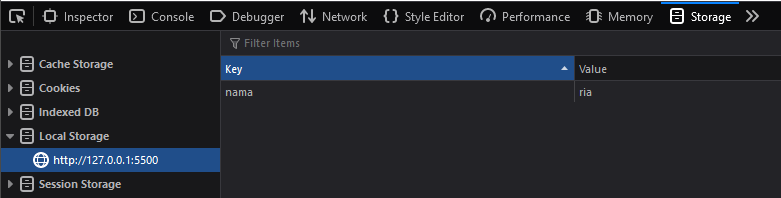 Inspector Console Debugger Network Style Editor Performance Memory Storage
Filter Items
Cache Storage
Key Value
Cookies
nama ria
Indexed DB
Local Storage
http://127.0.0.1:5500
Session Storage